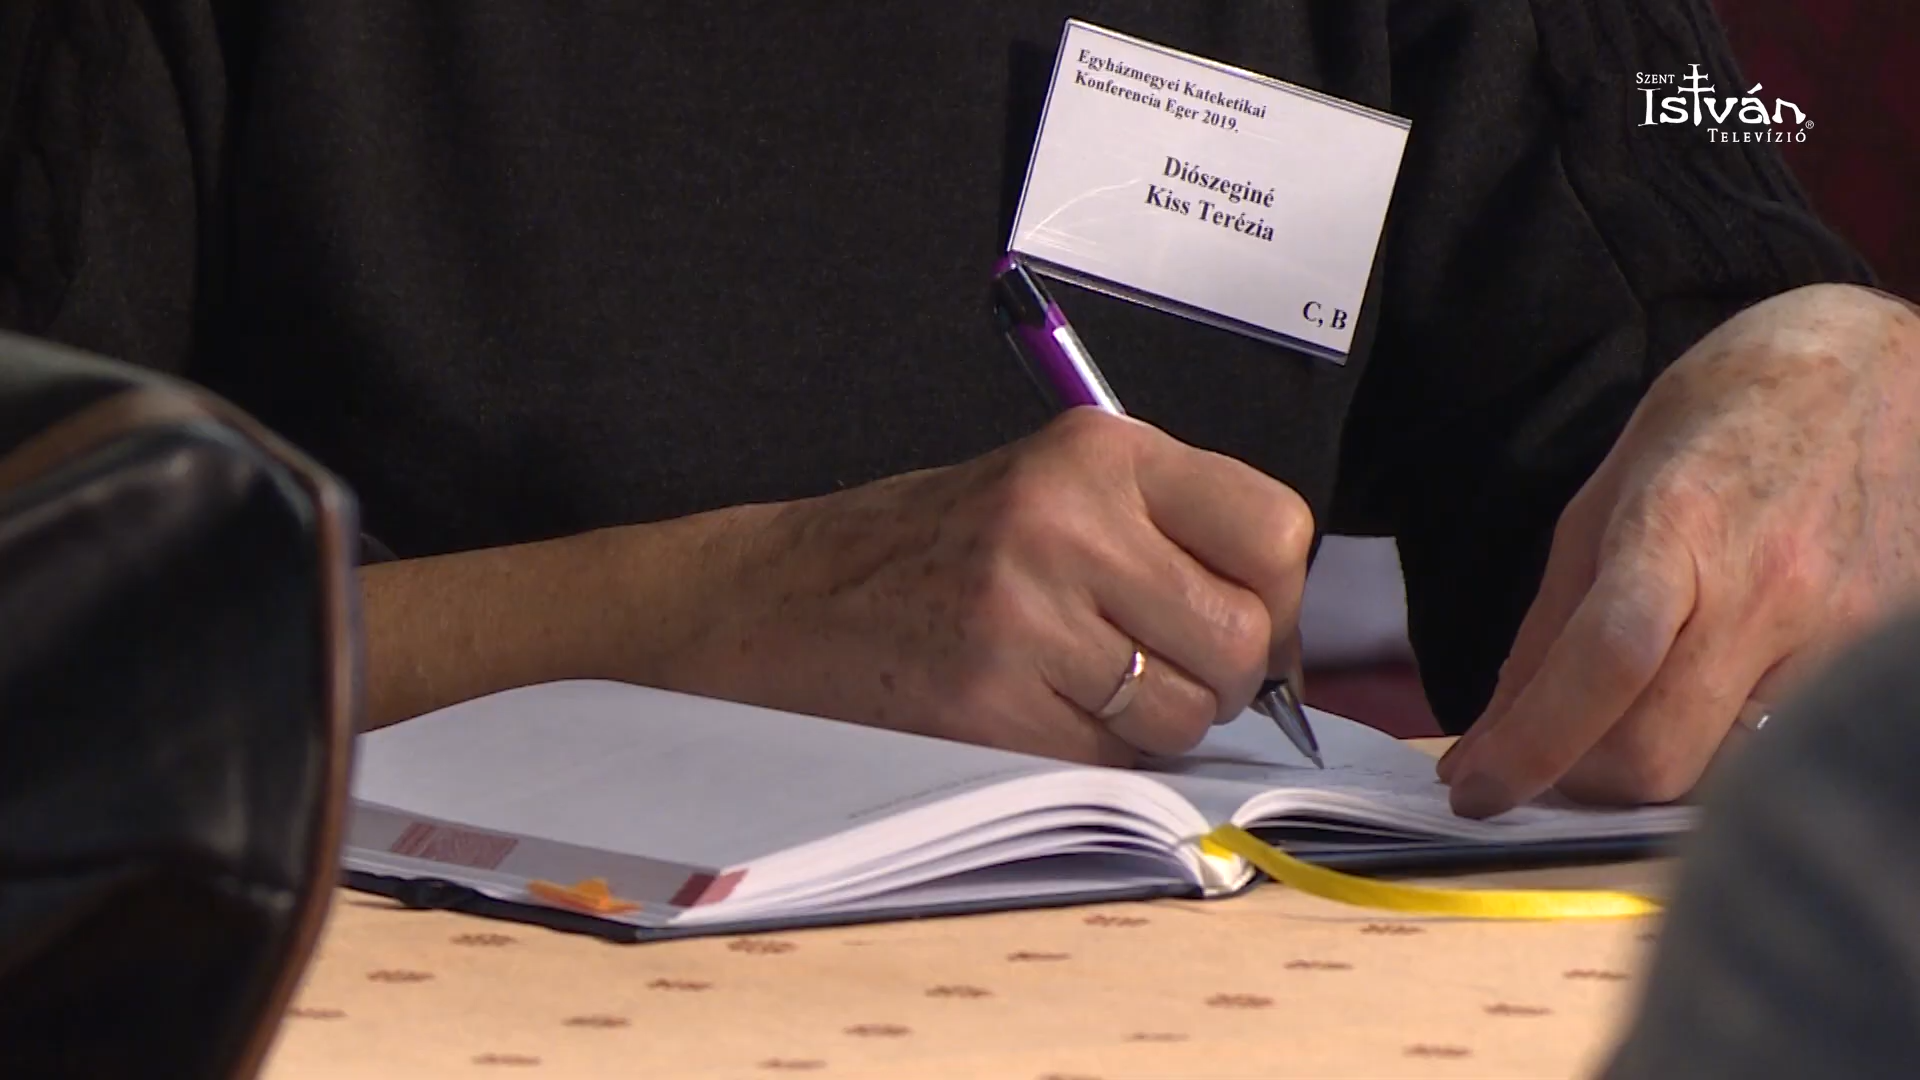 Egyházmegyei Kateketikai
Konferencia Eger 2019.
Diószeginé
Kiss Terézia
C, B
SZENT
IsTván®
TELEVÍZIÓ